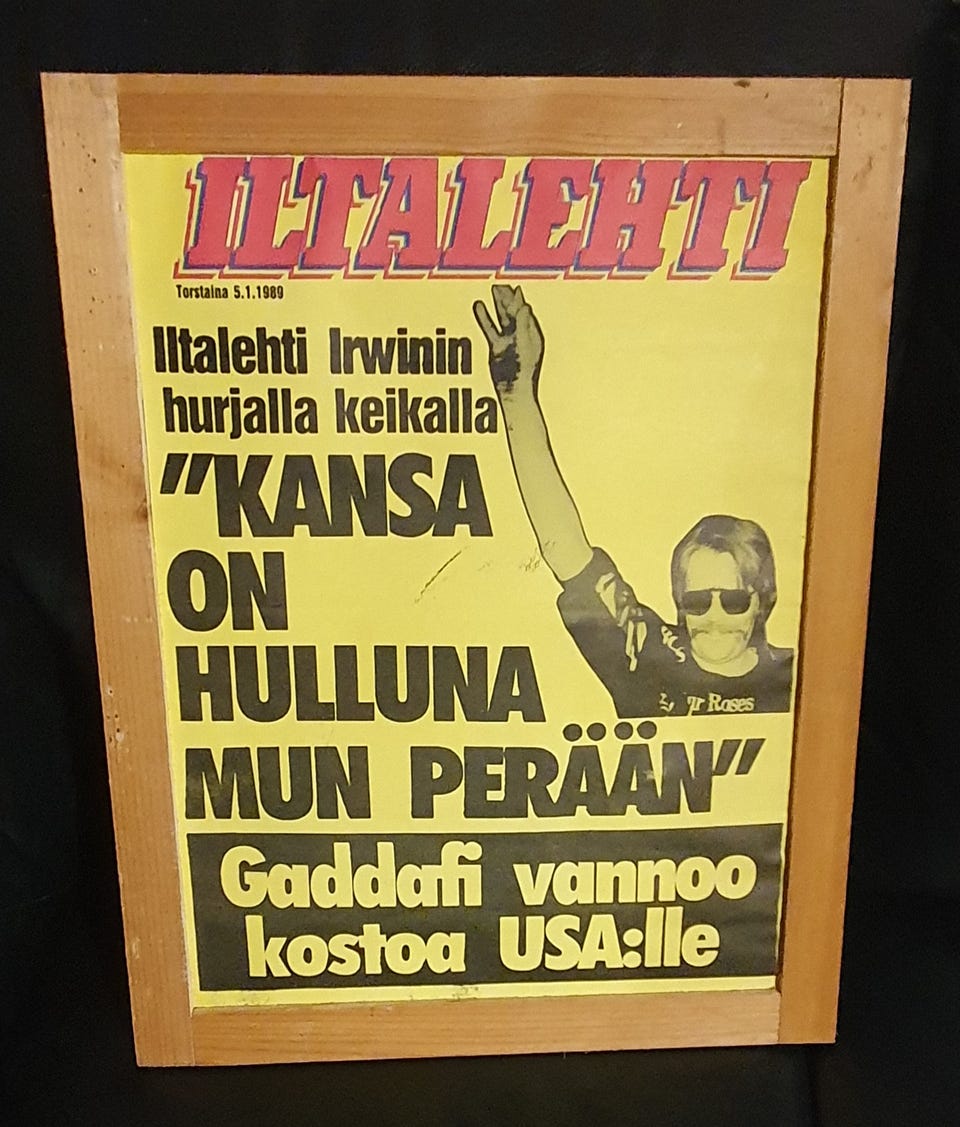 ILTALEHTI
Torstaina 5.1.1989
Iltalehti Irwinin
hurjalla keikalla
"KANSA
ON
HULLUNA
MUN PERÄÄN"
Roses
Gaddafi vannoo
kostoa USA:lle